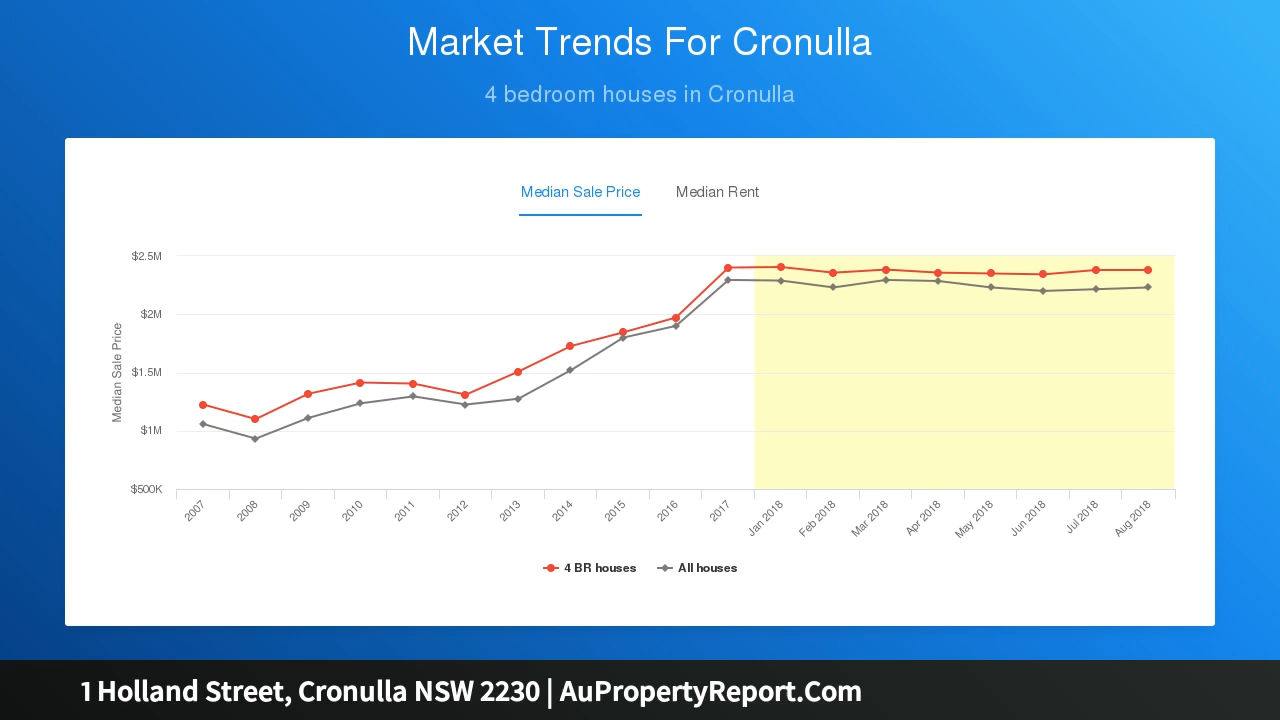 Market Trends For Cronulla
4 bedroom houses in Cronulla
Median Sale Price Median Rent
Median Sale Price
$2.5M
$2M
$1.5M
$1M
$500K
2007 2008 2009 2010 2011 2012 2013 2014 2015 2016 2017 Jan 2018 Feb 2018 Mar 2018 Apr 2018 May 2018 Jun 2018 Jul 2018 Aug 2018
4 BR houses All houses
1 Holland Street, Cronulla NSW 2230 | AuPropertyReport.Com